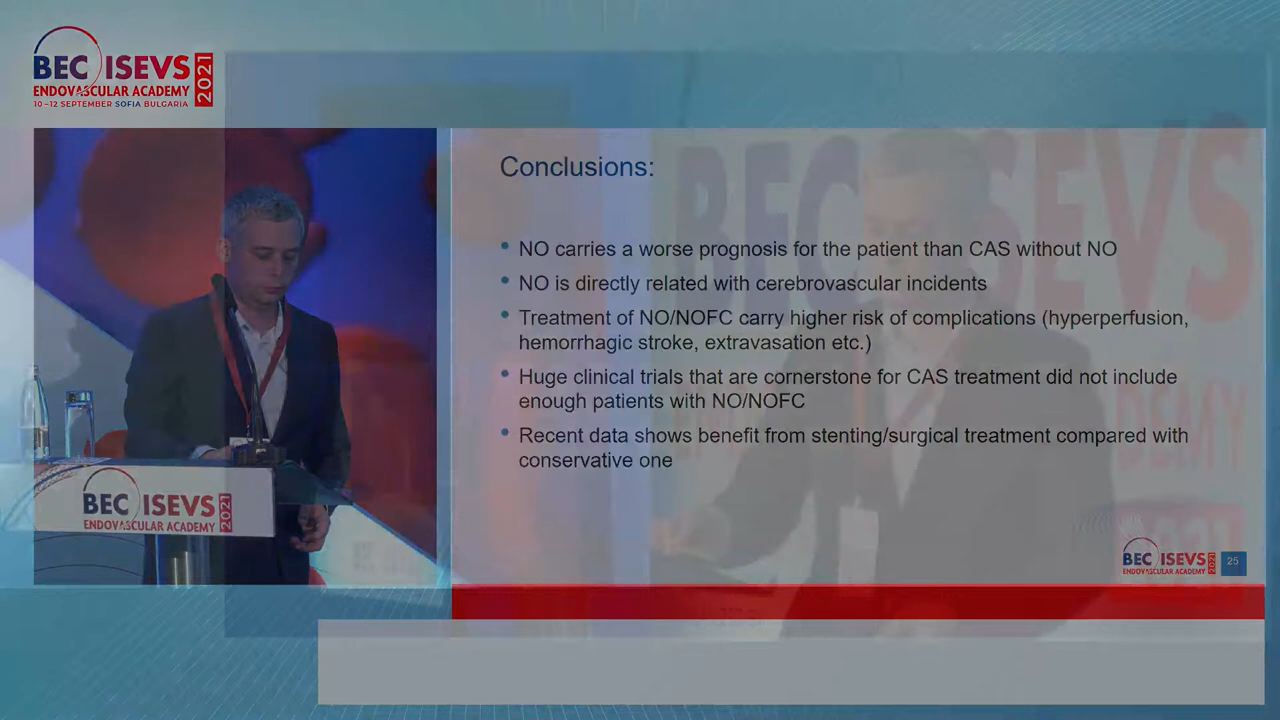 BEC ISEVS 2021
ENDOVASCULAR ACADEMY
10–12 SEPTEMBER SOFIA BULGARIA
Conclusions:
• NO carries a worse prognosis for the patient than CAS without NO
• NO is directly related with cerebrovascular incidents
• Treatment of NO/NOFC carry higher risk of complications (hyperperfusion,
hemorrhagic stroke, extravasation etc.)
• Huge clinical trials that are cornerstone for CAS treatment did not include
enough patients with NO/NOFC
• Recent data shows benefit from stenting/surgical treatment compared with
conservative one
BEC ISEVS 2021
ENDOVASCULAR ACADEMY
BEC ISEVS 2021
ENDOVASCULAR ACADEMY
25
BEC SEVS
DEMY